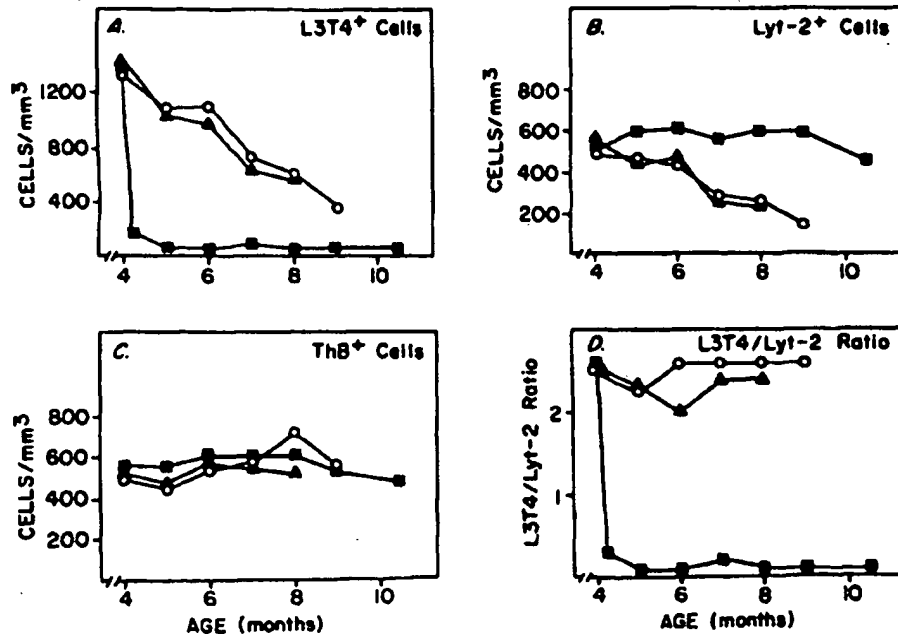 A. L3T4+ Cells
CELLS/mm3
1200
800
400
4 6 8 10
B. Lyt-2+ Cells
CELLS/mm3
800
600
400
200
4 6 8 10
C. ThB+ Cells
CELLS/mm3
800
600
400
200
4 6 8 10
AGE (months)
D. L3T4/Lyt-2 Ratio
L3T4/Lyt-2 Ratio
2
1
4 6 8 10
AGE (months)